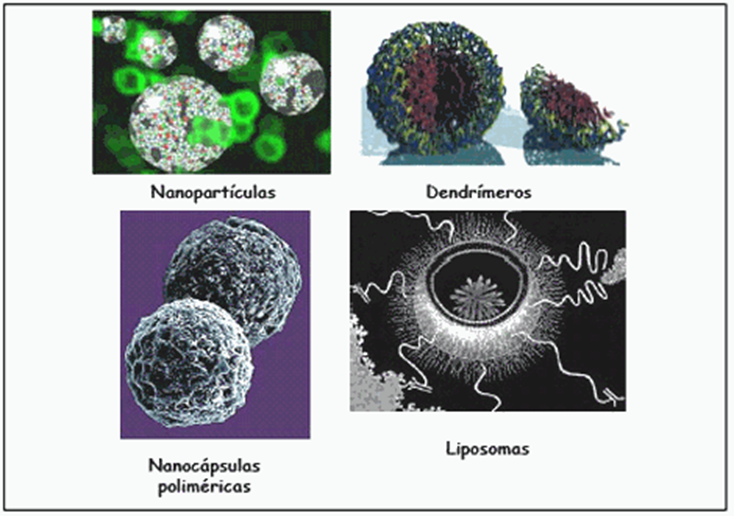 Nanopartículas
Dendrímeros
Nanocápsulas
poliméricas
Liposomas